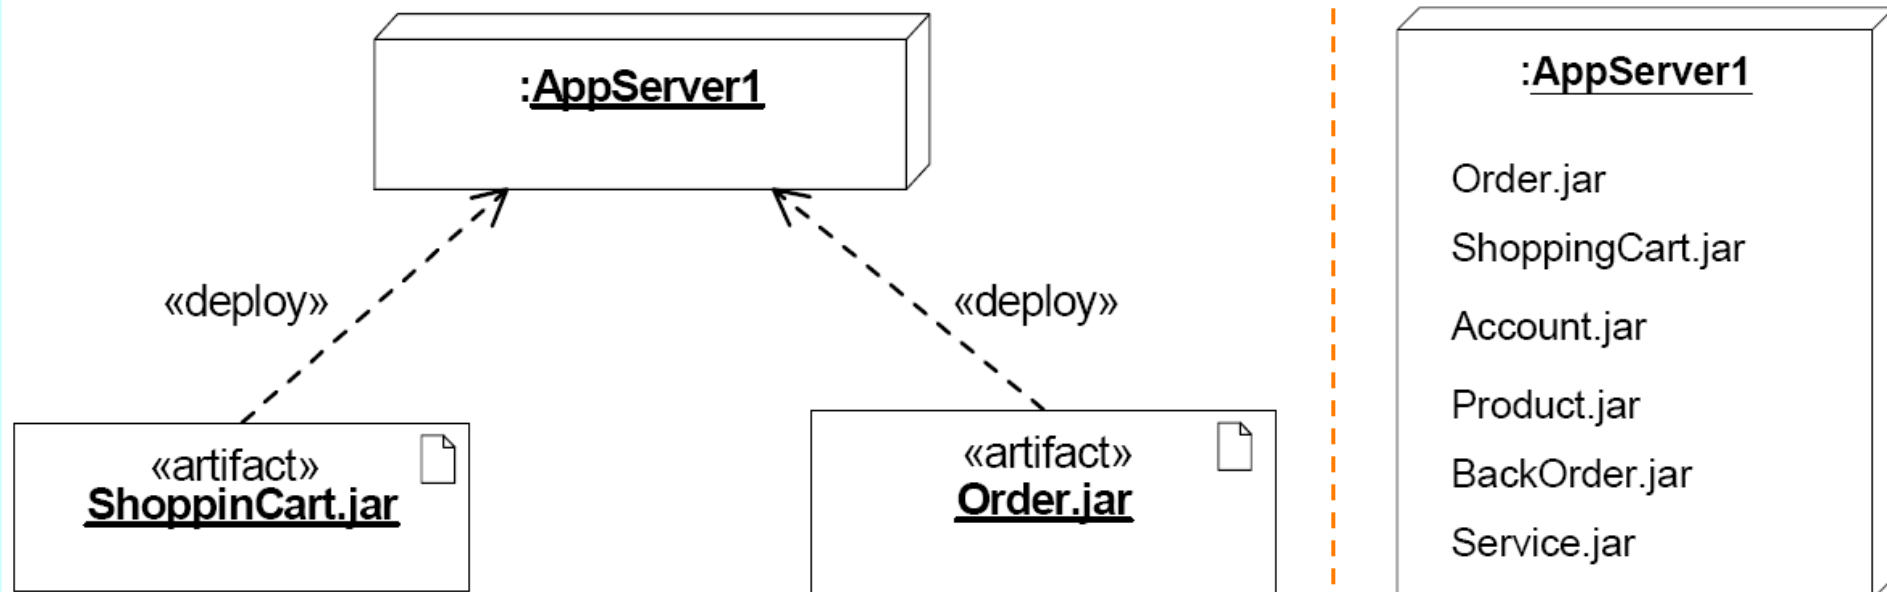 :AppServer1
«deploy»
«deploy»
«artifact»
ShoppinCart.jar
«artifact»
Order.jar
:AppServer1
Order.jar
ShoppingCart.jar
Account.jar
Product.jar
BackOrder.jar
Service.jar